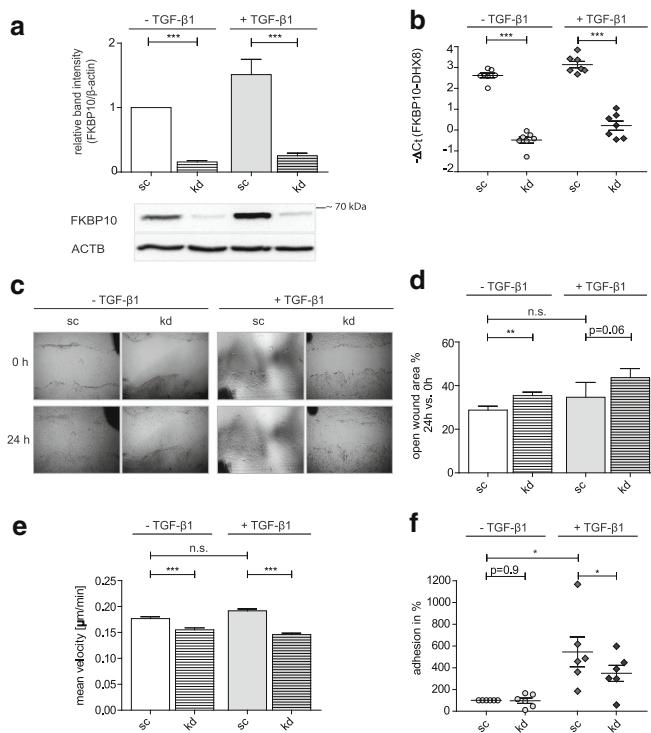 a
- TGF-β1 + TGF-β1
*** ***
relative band intensity
(FKBP10/β-actin)
2
1
0
sc kd sc kd
~ 70 kDa
FKBP10
ACTB
b
- TGF-β1 + TGF-β1
*** ***
-ΔCt (FKBP10-DHX8)
4
3
2
1
0
-1
-2
sc kd sc kd
c
- TGF-β1 + TGF-β1
sc kd sc kd
0 h
24 h
d
- TGF-β1 + TGF-β1
n.s.
** p=0.06
open wound area %
24h vs. 0h
60
40
20
0
sc kd sc kd
e
- TGF-β1 + TGF-β1
n.s.
*** ***
mean velocity [μm/min]
0.25
0.20
0.15
0.10
0.05
0.00
sc kd sc kd
f
- TGF-β1 + TGF-β1
*
p=0.9 *
adhesion in %
1200
1000
800
600
400
200
0
sc kd sc kd